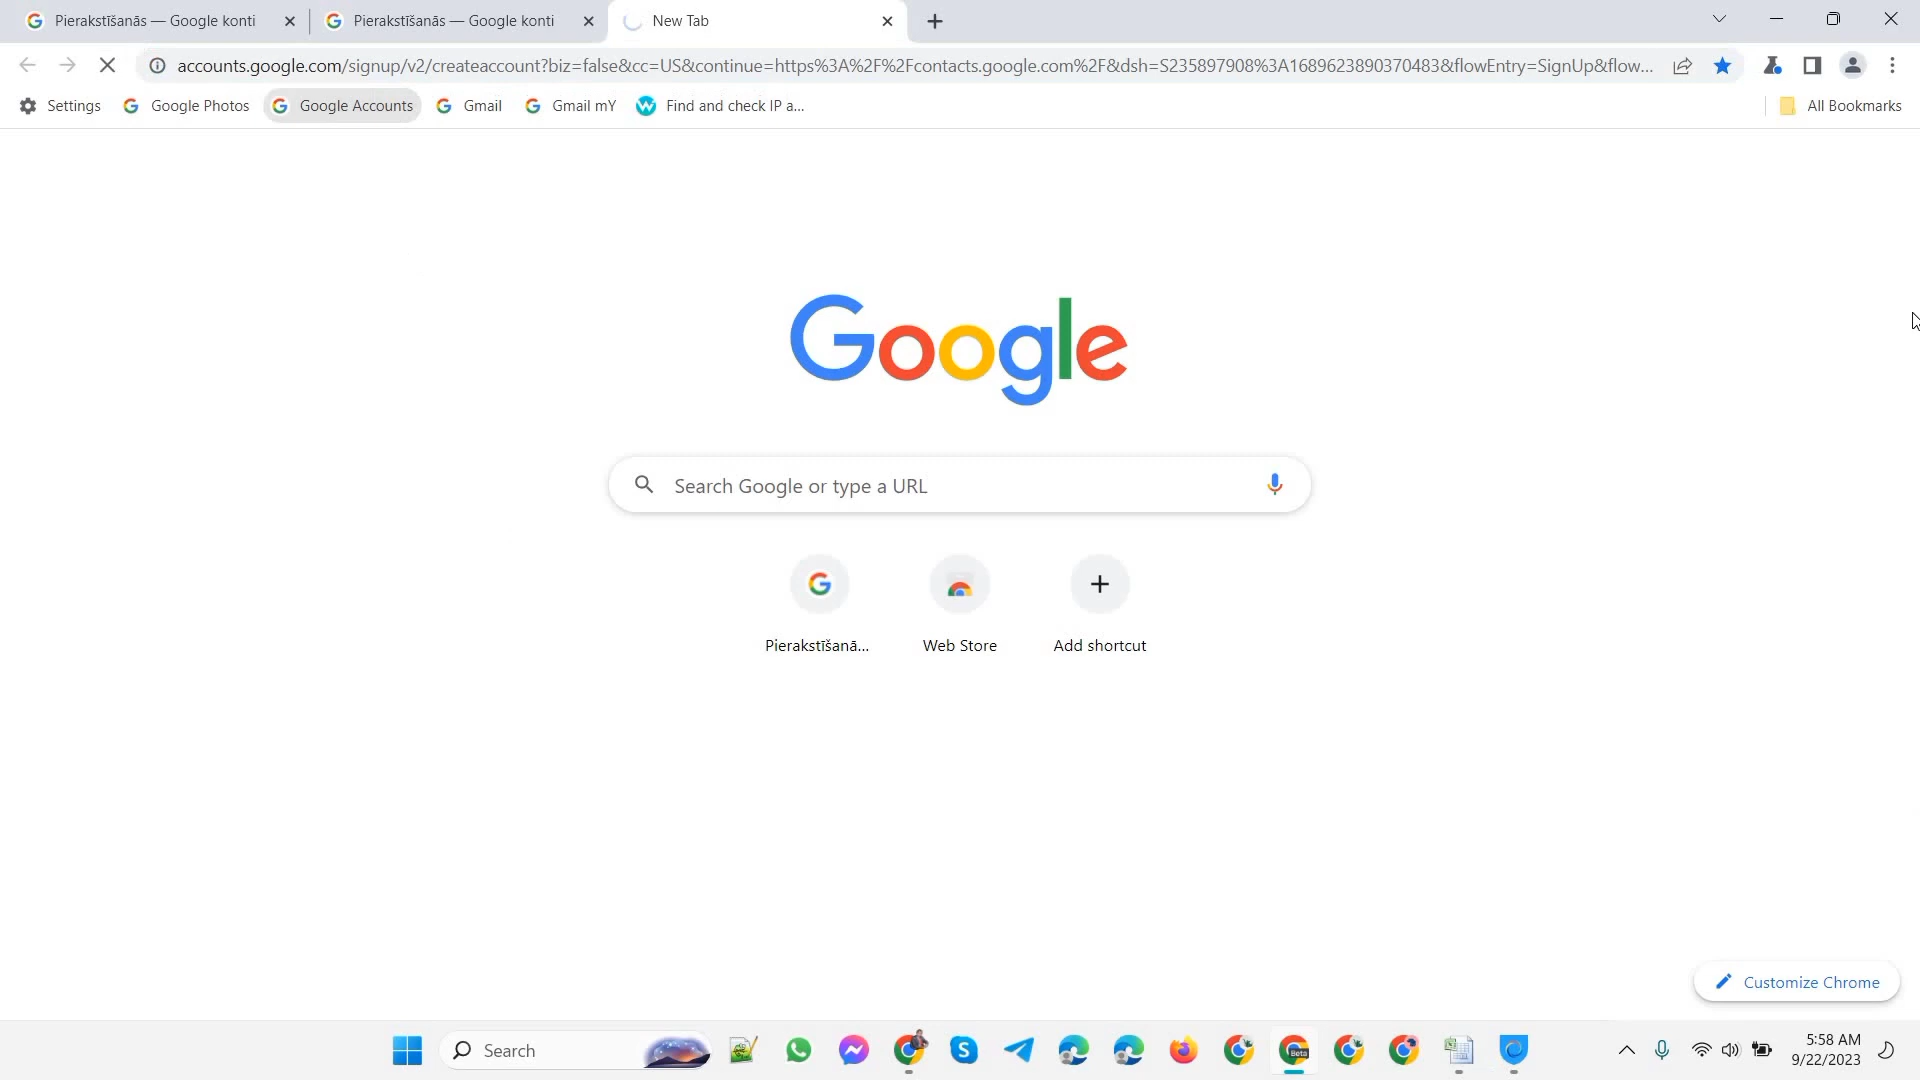 Pierakstīšanās — Google konti
Pierakstīšanās — Google konti
New Tab
accounts.google.com/signup/v2/createaccount?biz=false&cc=US&continue=https%3A%2F%2Fcontacts.google.com%2F&dsh=S235897908%3A1689623890370483&flowEntry=SignUp&flow...
Settings
Google Photos
Google Accounts
Gmail
Gmail mY
Find and check IP a...
All Bookmarks
Google
Search Google or type a URL
Pierakstīšanā...
Web Store
Add shortcut
Customize Chrome
Search
Beta
5:58 AM
9/22/2023